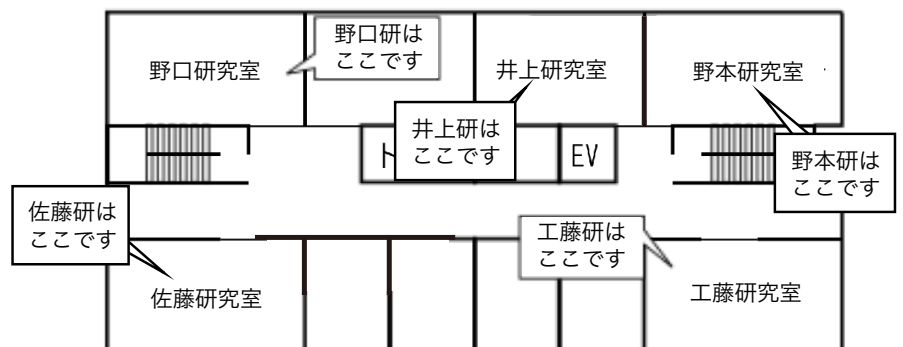 野口研究室
野口研は
ここです
井上研究室
野本研究室
井上研は
ここです
ト
EV
野本研は
ここです
佐藤研は
ここです
工藤研は
ここです
佐藤研究室
工藤研究室